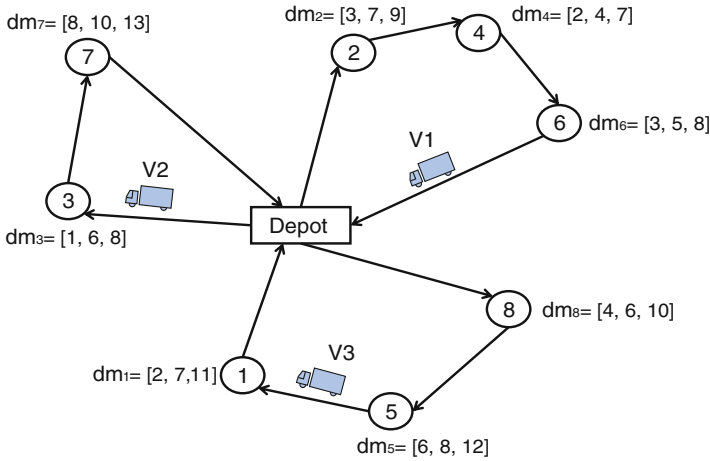 dm₇= [8, 10, 13]
dm₂= [3, 7, 9]
dm₄= [2, 4, 7]
7
2
4
6
dm₆= [3, 5, 8]
V1
V2
3
Depot
dm₃= [1, 6, 8]
8
dm₈= [4, 6, 10]
V3
dm₁= [2, 7,11]
1
5
dm₅= [6, 8, 12]